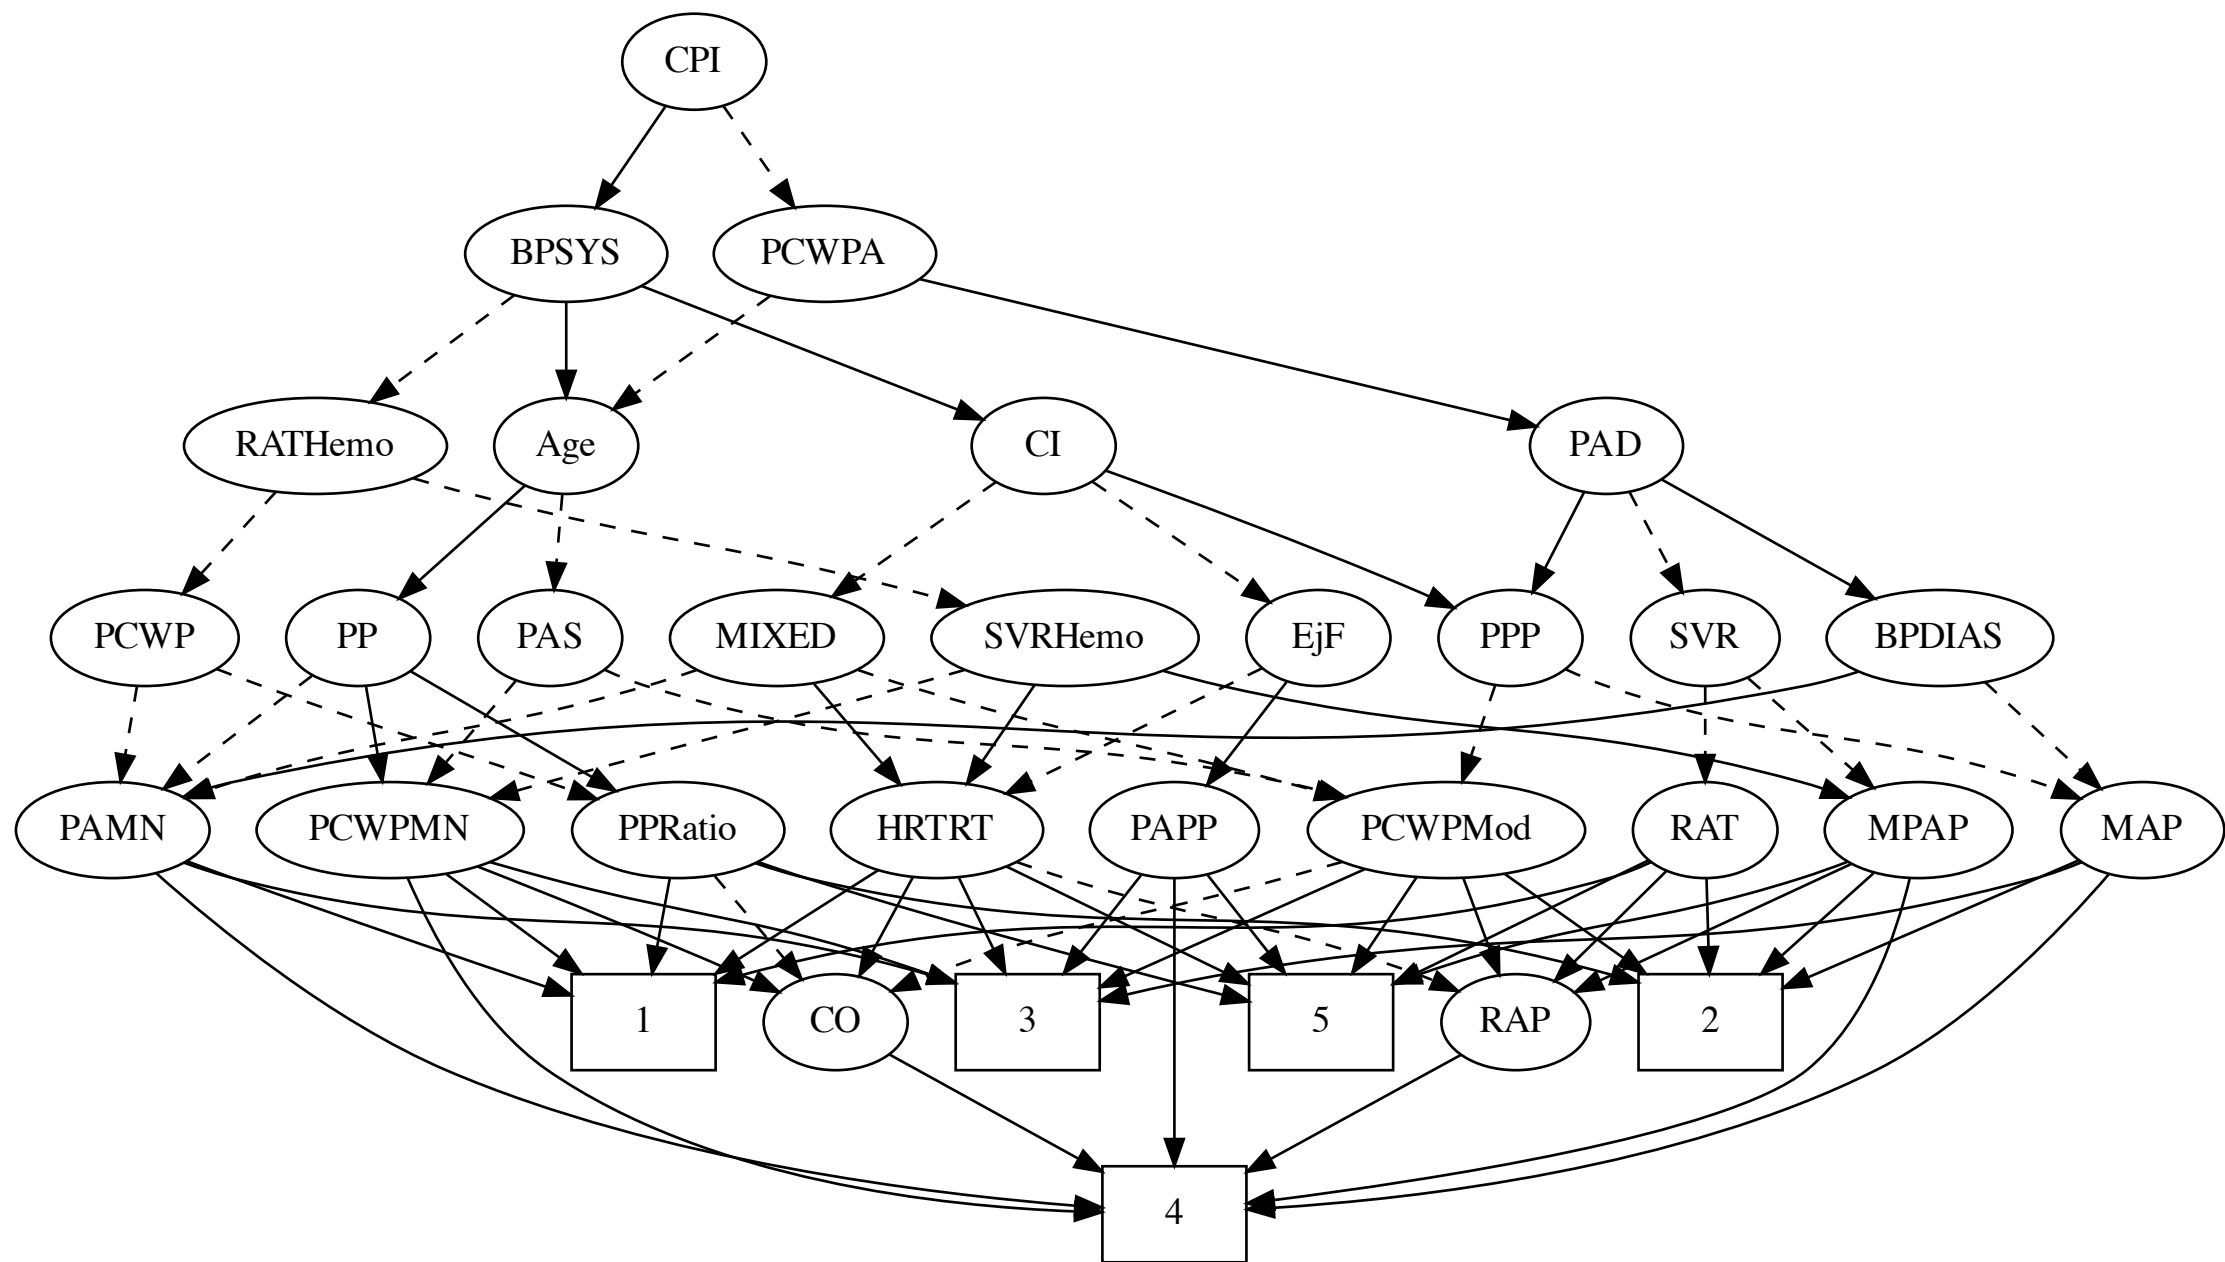 CPI
BPSYS
PCWPA
RATHemo
Age
CI
PAD
PCWP
PP
PAS
MIXED
SVRHemo
EjF
PPP
SVR
BPDIAS
PAMN
PCWPMN
PPRatio
HRTRT
PAPP
PCWPMod
RAT
MPAP
MAP
1
CO
3
5
RAP
2
4